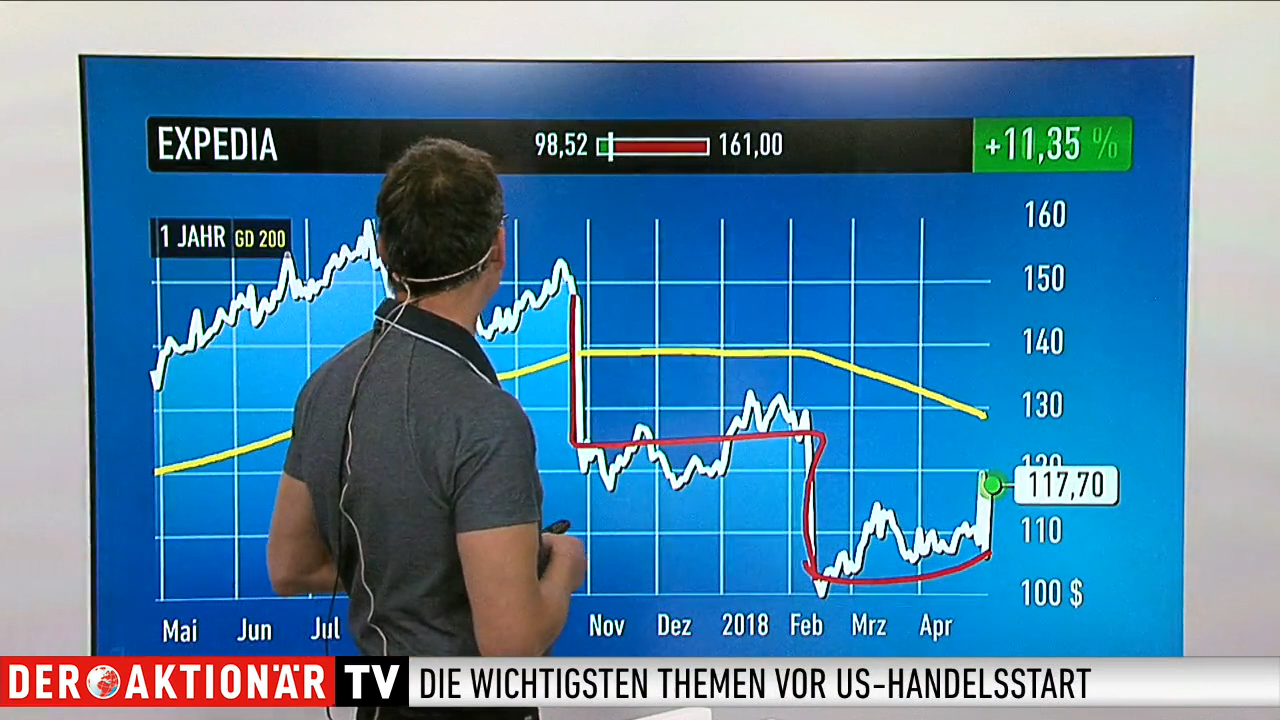 EXPEDIA
98,52 161,00
+11,35 %
1 JAHR GD 200
160
150
140
130
120
117,70
110
100 $
Mai Jun Jul Nov Dez 2018 Feb Mrz Apr
DER AKTIONÄR TV DIE WICHTIGSTEN THEMEN VOR US-HANDELSSTART